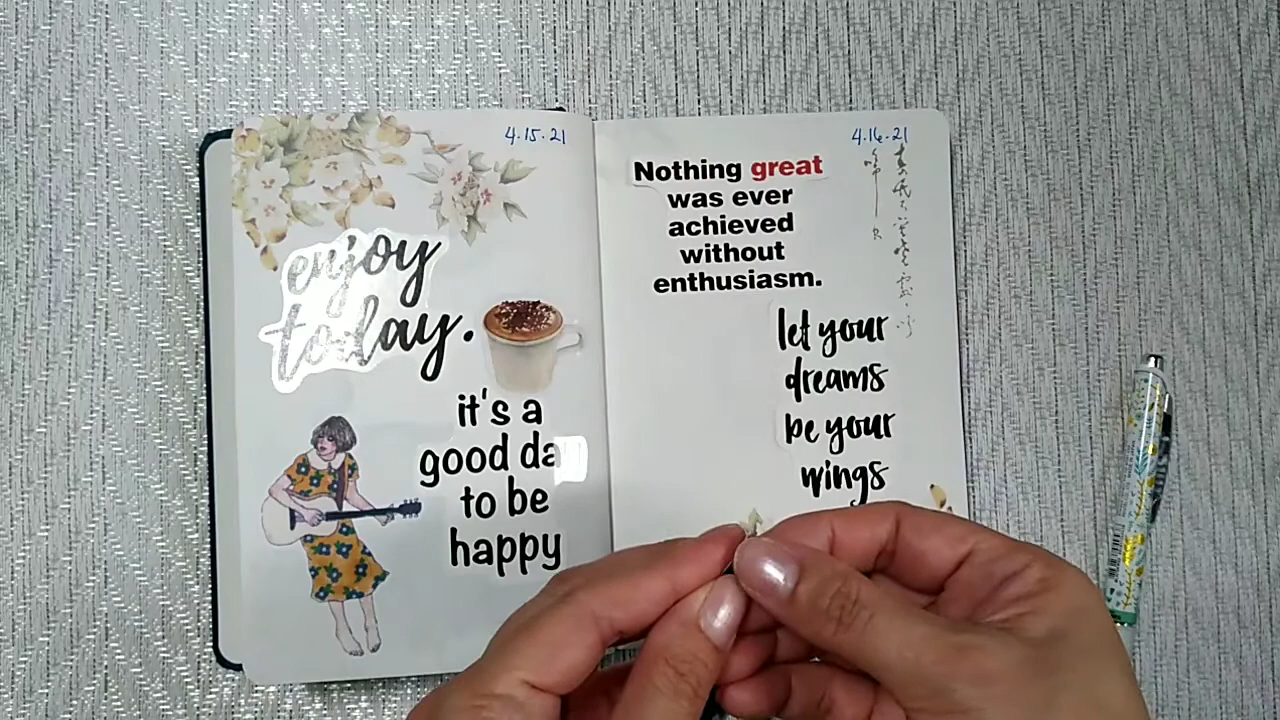 4.15.21
enjoy
today.
it's a
good da
to be
happy
4.16.21
Nothing great
was ever
achieved
without
enthusiasm.
let your
dreams
be your
wings